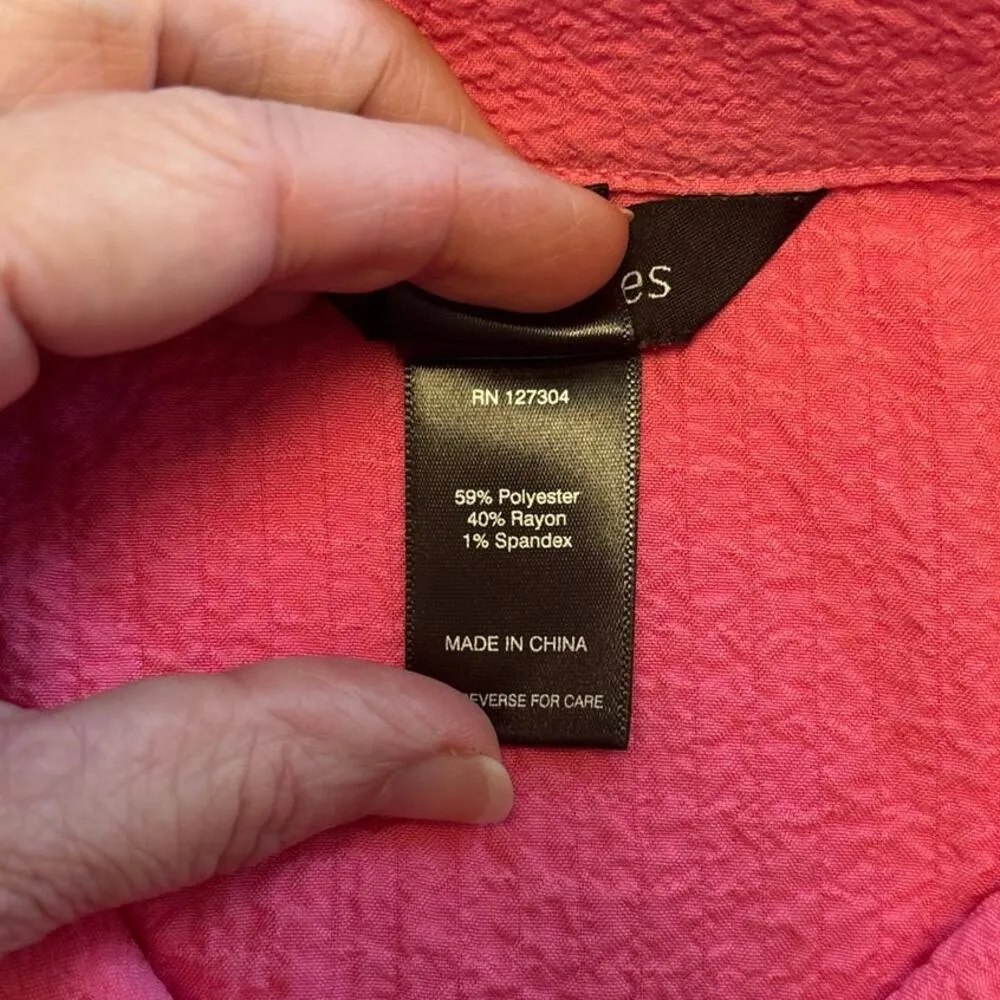 es
RN 127304
59% Polyester
40% Rayon
1% Spandex
MADE IN CHINA
EVERSE FOR CARE